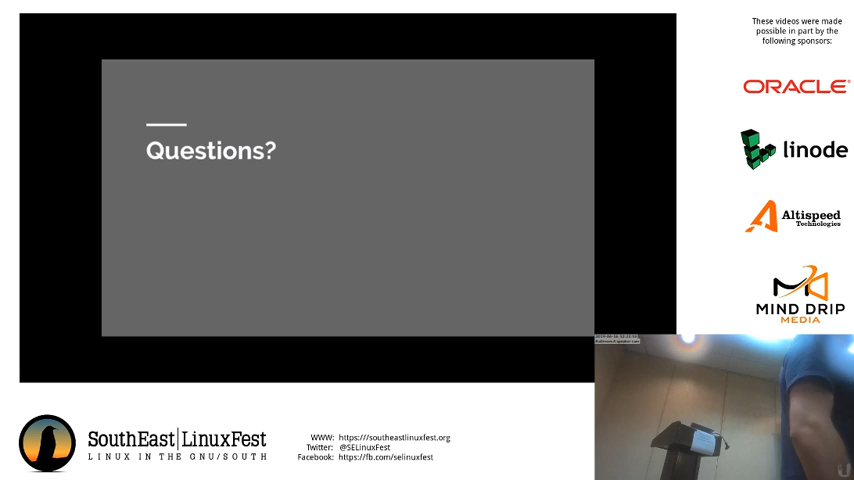 These videos were made
possible in part by the
following sponsors:
ORACLE
linode
Altispeed
Technologies
MIND DRIP
MEDIA
Questions?
SouthEast LinuxFest
LINUX IN THE GNU/SOUTH
WWW: https:///southeastlinuxfest.org
Twitter: @SELinuxFest
Facebook: https://fb.com/selinuxfest